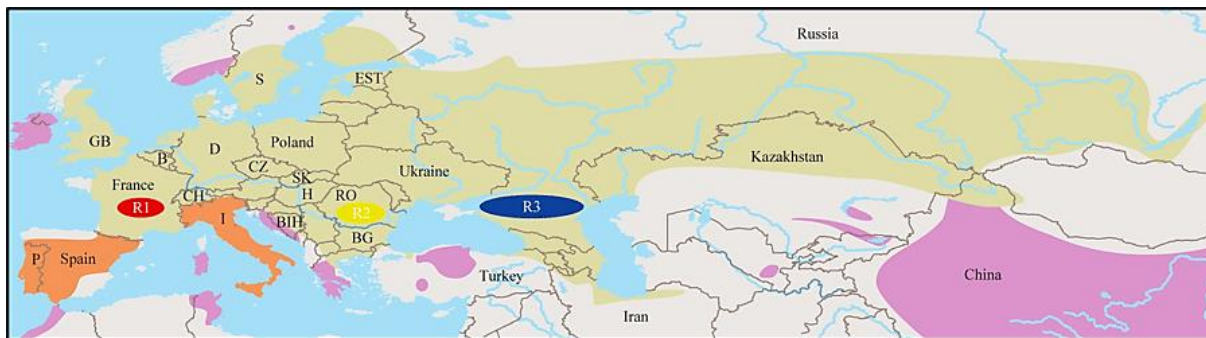 Russia
S
EST
GB
B
D
Poland
CZ
SK
Ukraine
Kazakhstan
France
CH
H
RO
R1
I
BIH
R2
R3
BG
P
Spain
Turkey
China
Iran